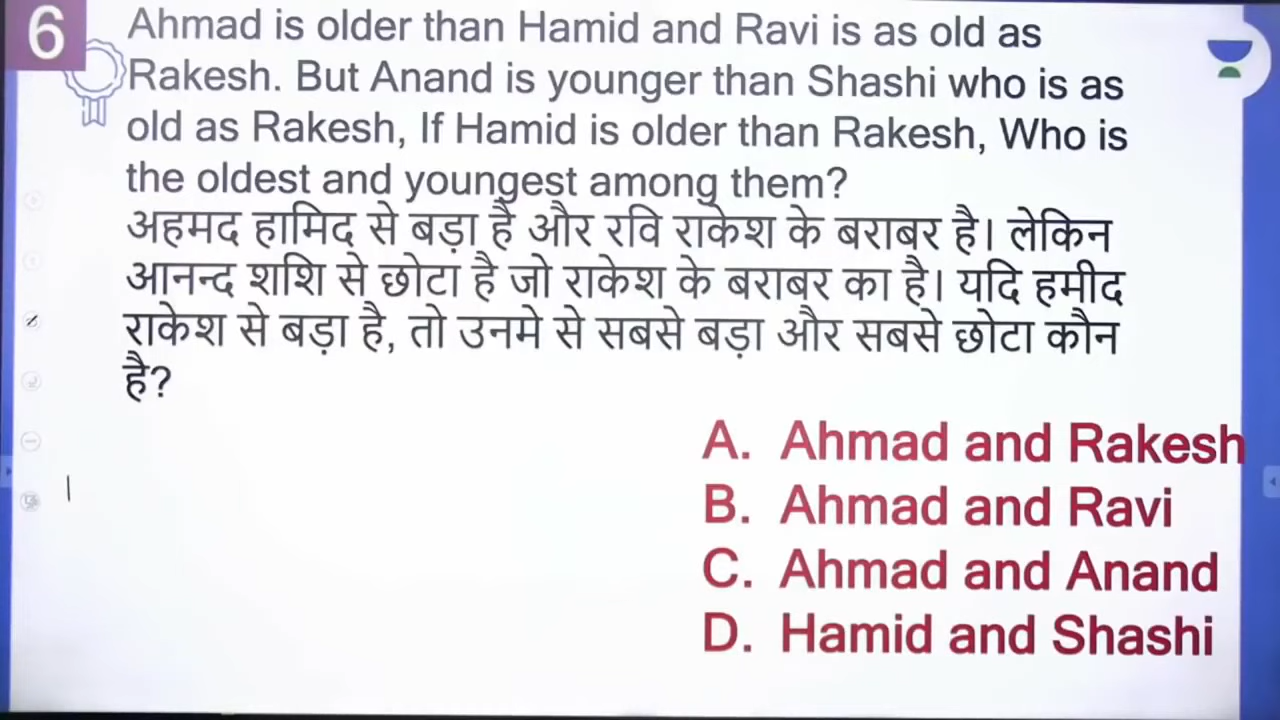 6
Ahmad is older than Hamid and Ravi is as old as
Rakesh. But Anand is younger than Shashi who is as
old as Rakesh, If Hamid is older than Rakesh, Who is
the oldest and youngest among them?
अहमद हामिद से बड़ा है और रवि राकेश के बराबर है। लेकिन
आनन्द शशि से छोटा है जो राकेश के बराबर का है। यदि हमीद
राकेश से बड़ा है, तो उनमे से सबसे बड़ा और सबसे छोटा कौन
है?
A. Ahmad and Rakesh
B. Ahmad and Ravi
C. Ahmad and Anand
D. Hamid and Shashi